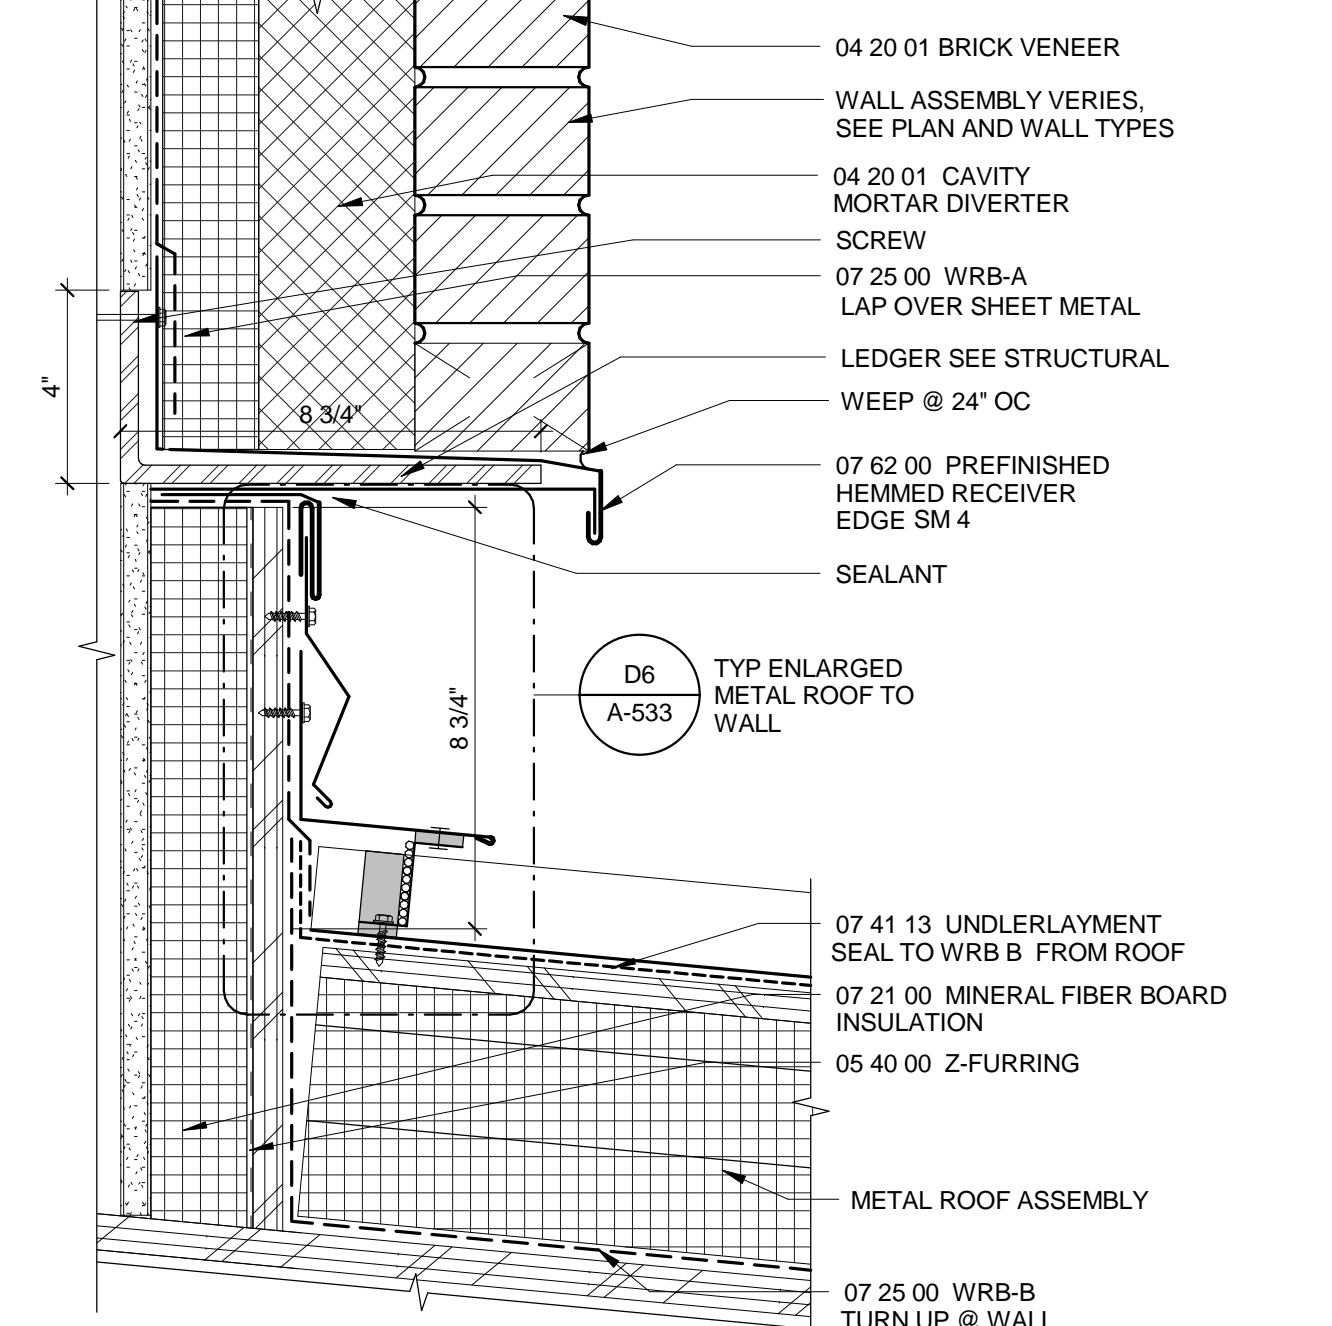 04 20 01 BRICK VENEER
WALL ASSEMBLY VERIES,
SEE PLAN AND WALL TYPES
04 20 01 CAVITY
MORTAR DIVERTER
SCREW
07 25 00 WRB-A
LAP OVER SHEET METAL
LEDGER SEE STRUCTURAL
4"
8 3/4"
WEEP @ 24" OC
07 62 00 PREFINISHED
HEMMED RECEIVER
EDGE SM 4
SEALANT
D6
A-533
TYP ENLARGED
METAL ROOF TO
WALL
8 3/4"
07 41 13 UNDLERLAYMENT
SEAL TO WRB B FROM ROOF
07 21 00 MINERAL FIBER BOARD
INSULATION
05 40 00 Z-FURRING
METAL ROOF ASSEMBLY
07 25 00 WRB-B
TURN UP @ WALL